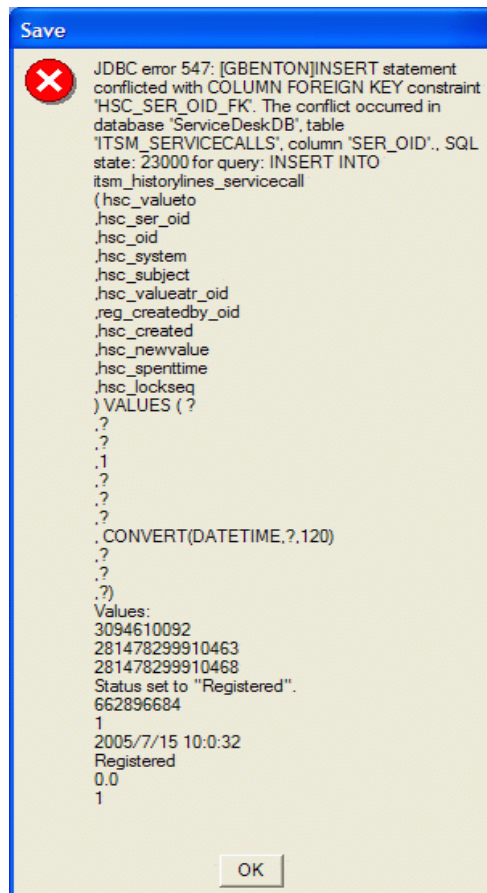 Save
JDBC error 547: [GBENTON]INSERT statement
conflicted with COLUMN FOREIGN KEY constraint
'HSC_SER_OID_FK'. The conflict occurred in
database 'ServiceDeskDB', table
'ITSM_SERVICECALLS', column 'SER_OID'., SQL
state: 23000 for query: INSERT INTO
itsm_historylines_servicecall
( hsc_valueto
,hsc_ser_oid
,hsc_oid
,hsc_system
,hsc_subject
,hsc_valueatr_oid
,reg_createdby_oid
,hsc_created
,hsc_newvalue
,hsc_spenttime
,hsc_lockseq
) VALUES ( ?
,?
,?
,1
,?
,?
,?
, CONVERT(DATETIME,?,120)
,?
,?
,?)
Values:
3094610092
281478299910463
281478299910468
Status set to "Registered".
662896684
1
2005/7/15 10:0:32
Registered
0.0
1
OK